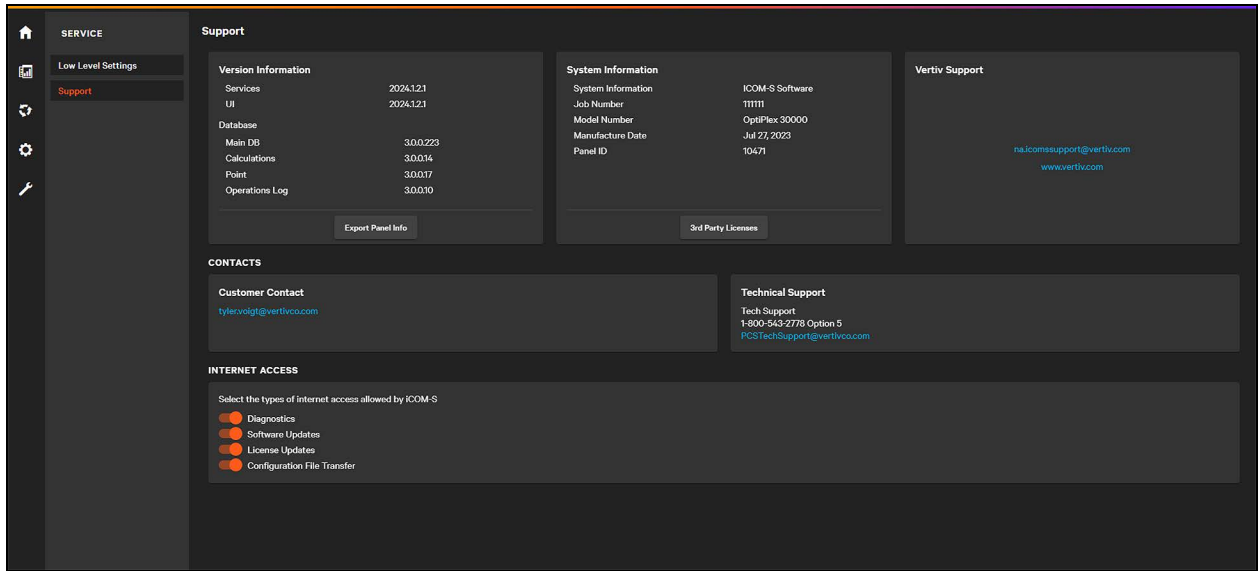 SERVICE
Low Level Settings
Support
Support
Version Information
Services 2024.1.2.1
UI 2024.1.2.1
Database
Main DB 3.0.0.223
Calculations 3.0.0.14
Point 3.0.0.17
Operations Log 3.0.0.10
Export Panel Info
System Information
System Information ICOM-S Software
Job Number 111111
Model Number OptiPlex 30000
Manufacture Date Jul 27, 2023
Panel ID 10471
3rd Party Licenses
Vertiv Support
na.icomssupport@vertiv.com
www.vertiv.com
CONTACTS
Customer Contact
tyler.voigt@vertivco.com
Technical Support
Tech Support
1-800-543-2778 Option 5
PCSTechSupport@vertivco.com
INTERNET ACCESS
Select the types of internet access allowed by iCOM-S
Diagnostics
Software Updates
License Updates
Configuration File Transfer